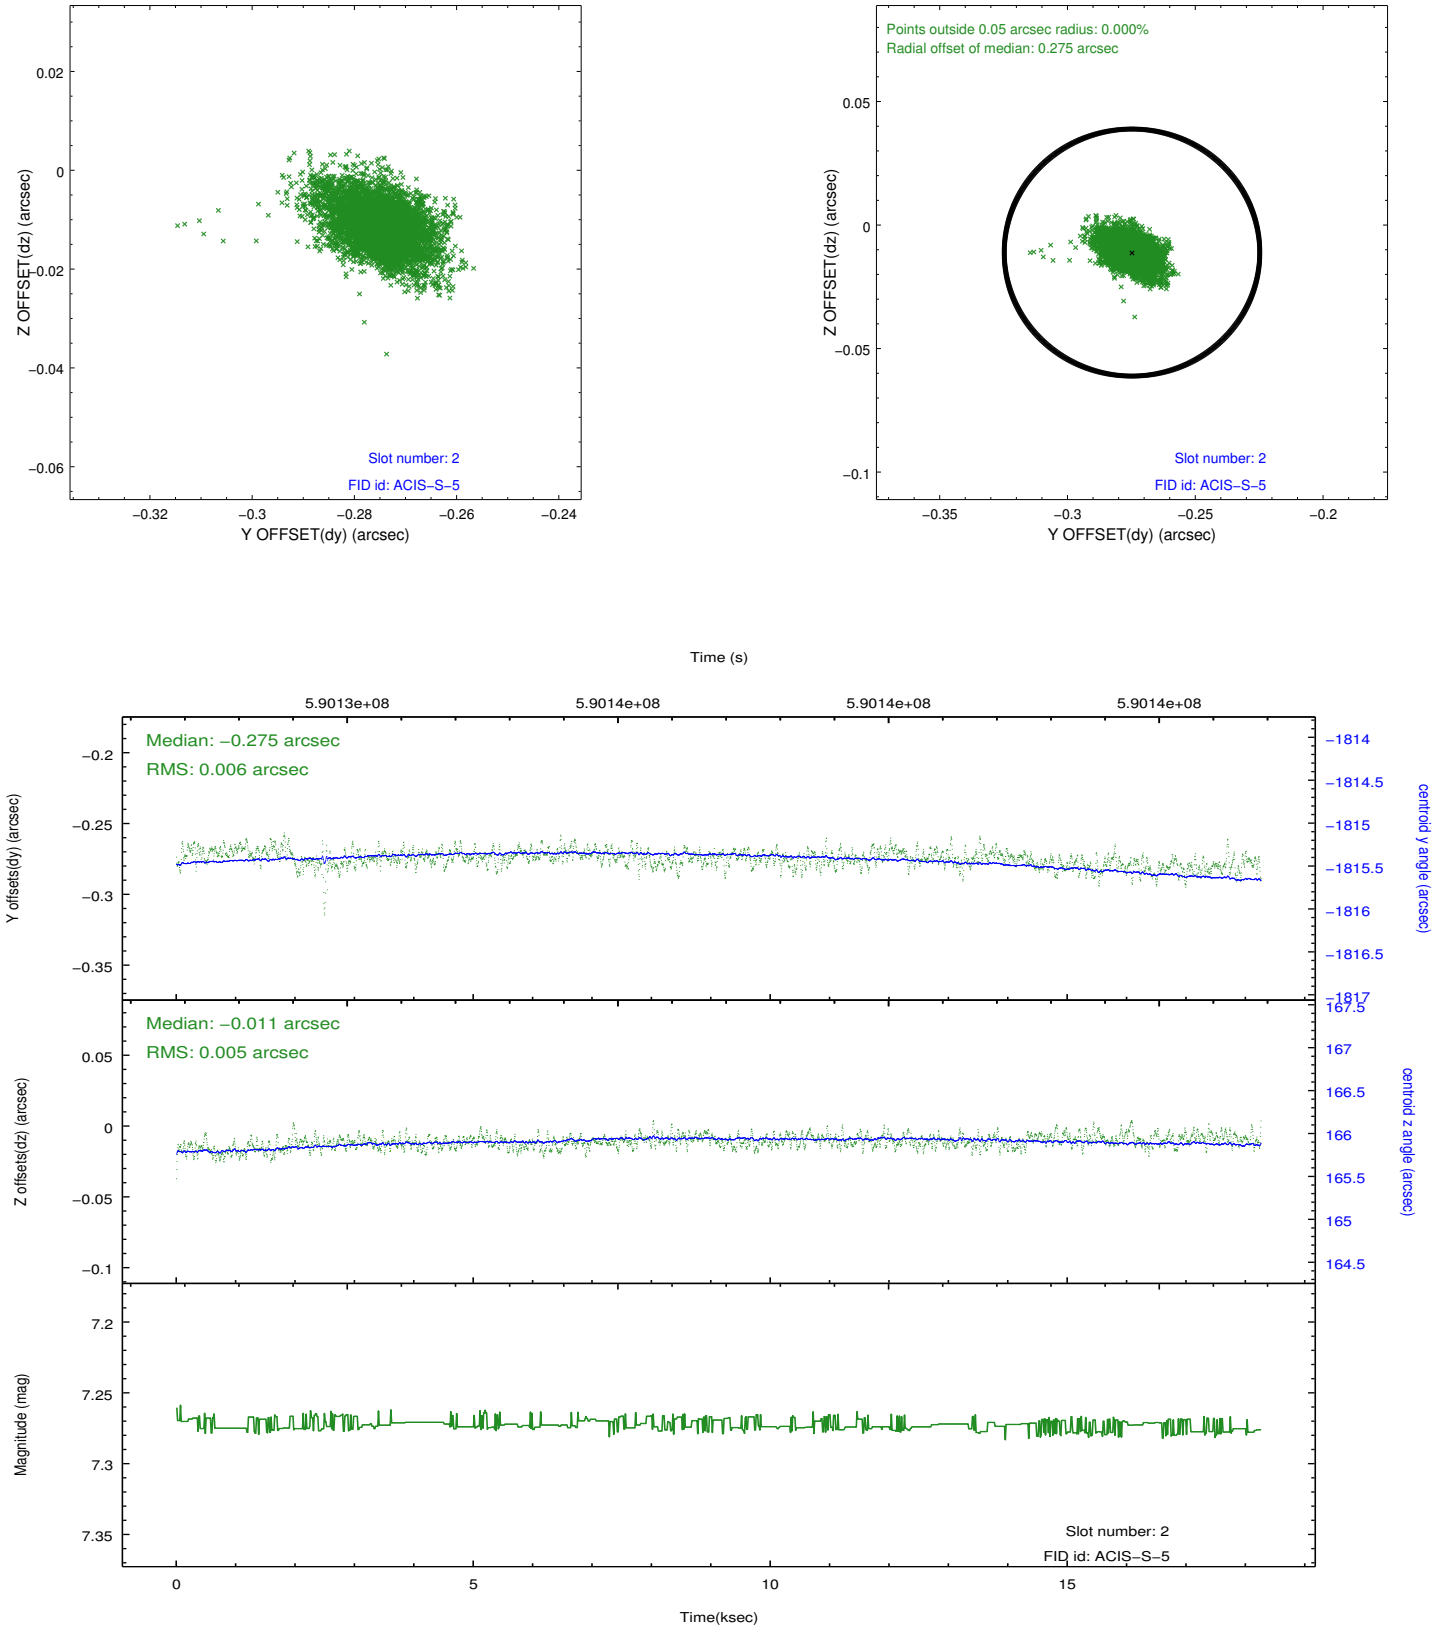 0.02
0
−0.02
−0.04
−0.06
Z OFFSET(dz) (arcsec)
Slot number: 2
FID id: ACIS−S−5
−0.32
−0.3
−0.28
−0.26
−0.24
Y OFFSET(dy) (arcsec)
Points outside 0.05 arcsec radius: 0.000%
Radial offset of median: 0.275 arcsec
0.05
0
−0.05
−0.1
Z OFFSET(dz) (arcsec)
Slot number: 2
FID id: ACIS−S−5
−0.35
−0.3
−0.25
−0.2
Y OFFSET(dy) (arcsec)
Time (s)
5.9013e+08
5.9014e+08
5.9014e+08
5.9014e+08
Median: −0.275 arcsec
RMS: 0.006 arcsec
−0.2
−0.25
−0.3
−0.35
Y offsets(dy) (arcsec)
−1814
−1814.5
−1815
−1815.5
−1816
−1816.5
−1817
centroid y angle (arcsec)
Median: −0.011 arcsec
RMS: 0.005 arcsec
0.05
0
−0.05
−0.1
Z offsets(dz) (arcsec)
167.5
167
166.5
166
165.5
165
164.5
centroid z angle (arcsec)
7.2
7.25
7.3
7.35
Magnitude (mag)
Slot number: 2
FID id: ACIS−S−5
0
5
10
15
Time(ksec)